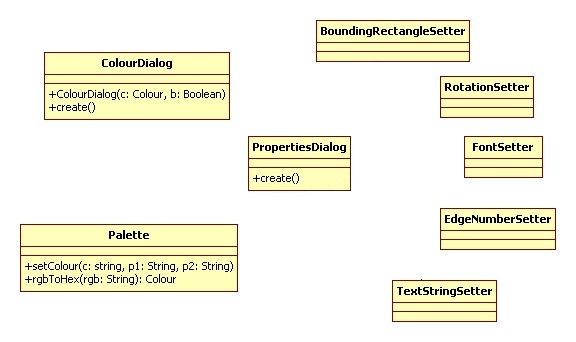 BoundingRectangleSetter
ColourDialog
+ColourDialog(c: Colour, b: Boolean)
+create()
RotationSetter
PropertiesDialog
+create()
FontSetter
EdgeNumberSetter
Palette
+setColour(c: string, p1: String, p2: String)
+rgbToHex(rgb: String): Colour
TextStringSetter